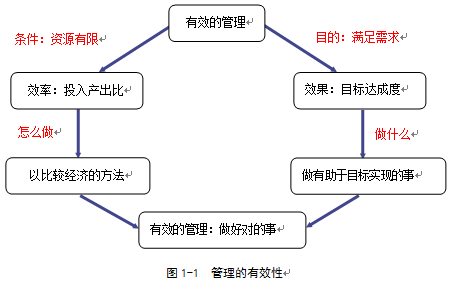 有效的管理
条件：资源有限
目的：满足需求
效率：投入产出比
效果：目标达成度
怎么做
做什么
以比较经济的方法
做有助于目标实现的事
有效的管理：做好对的事
图 1-1 管理的有效性